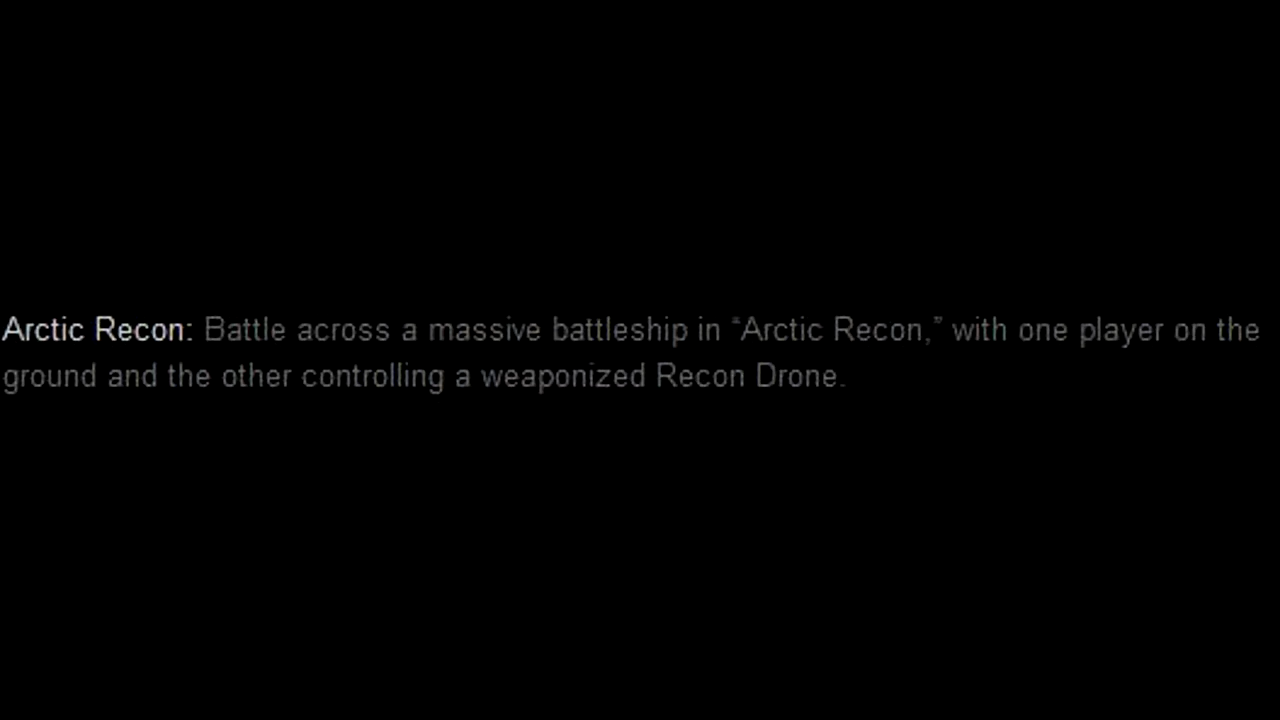 Arctic Recon: Battle across a massive battleship in “Arctic Recon,” with one player on the
ground and the other controlling a weaponized Recon Drone.